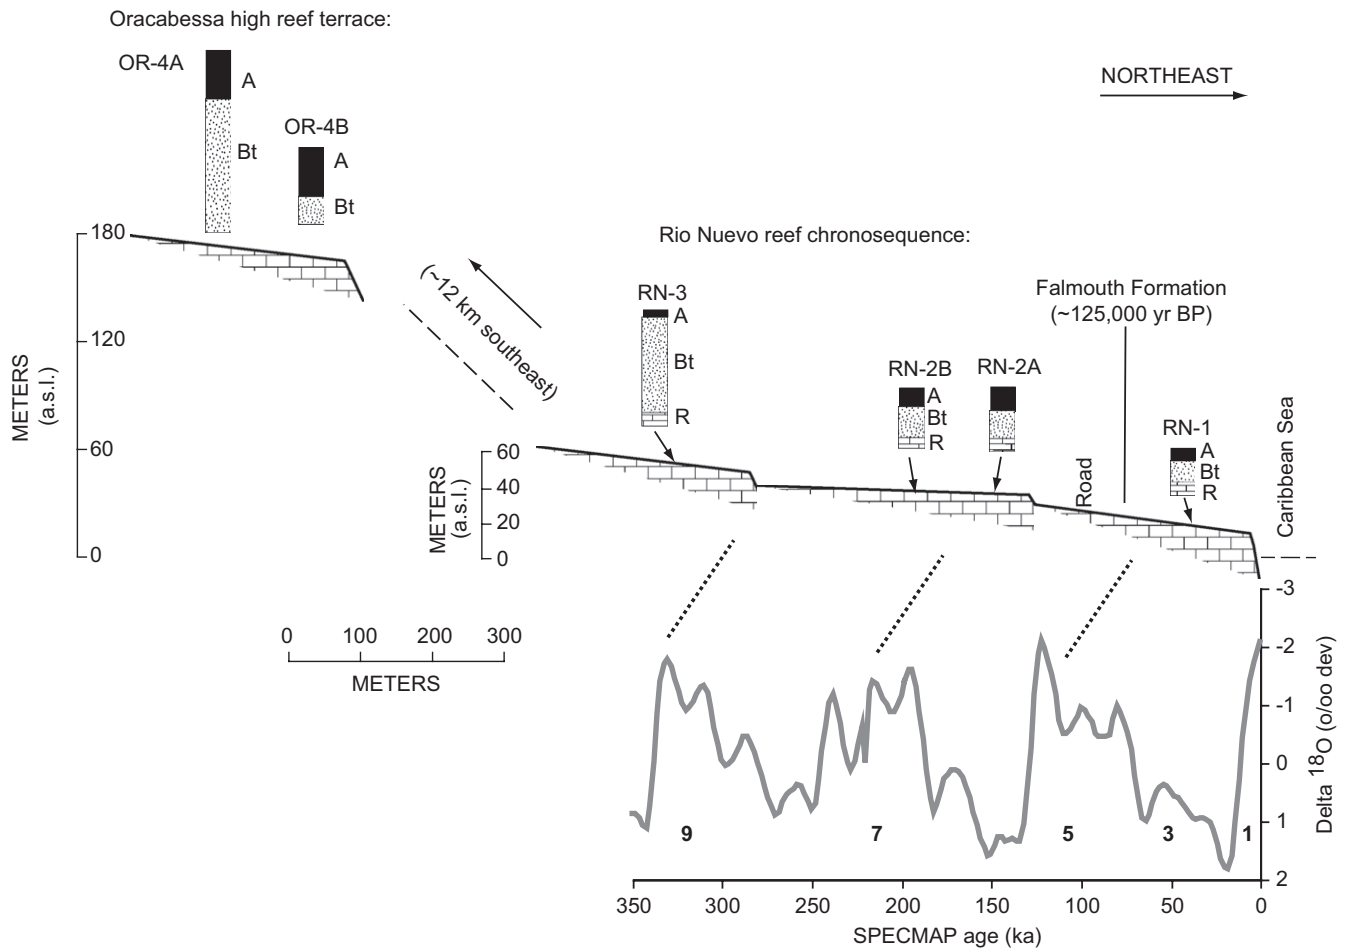 Oracabessa high reef terrace:
OR-4A
A
Bt
OR-4B
A
Bt
NORTHEAST
180
120
60
0
METERS
(a.s.l.)
(~12 km southeast)
Rio Nuevo reef chronosequence:
RN-3
A
Bt
R
RN-2B
A
Bt
R
RN-2A
Falmouth Formation
(~125,000 yr BP)
Road
RN-1
A
Bt
R
Caribbean Sea
60
40
20
0
METERS
(a.s.l.)
0 100 200 300
METERS
-3
-2
-1
0
1
2
Delta 18O (o/oo dev)
9 7 5 3 1
350 300 250 200 150 100 50 0
SPECMAP age (ka)